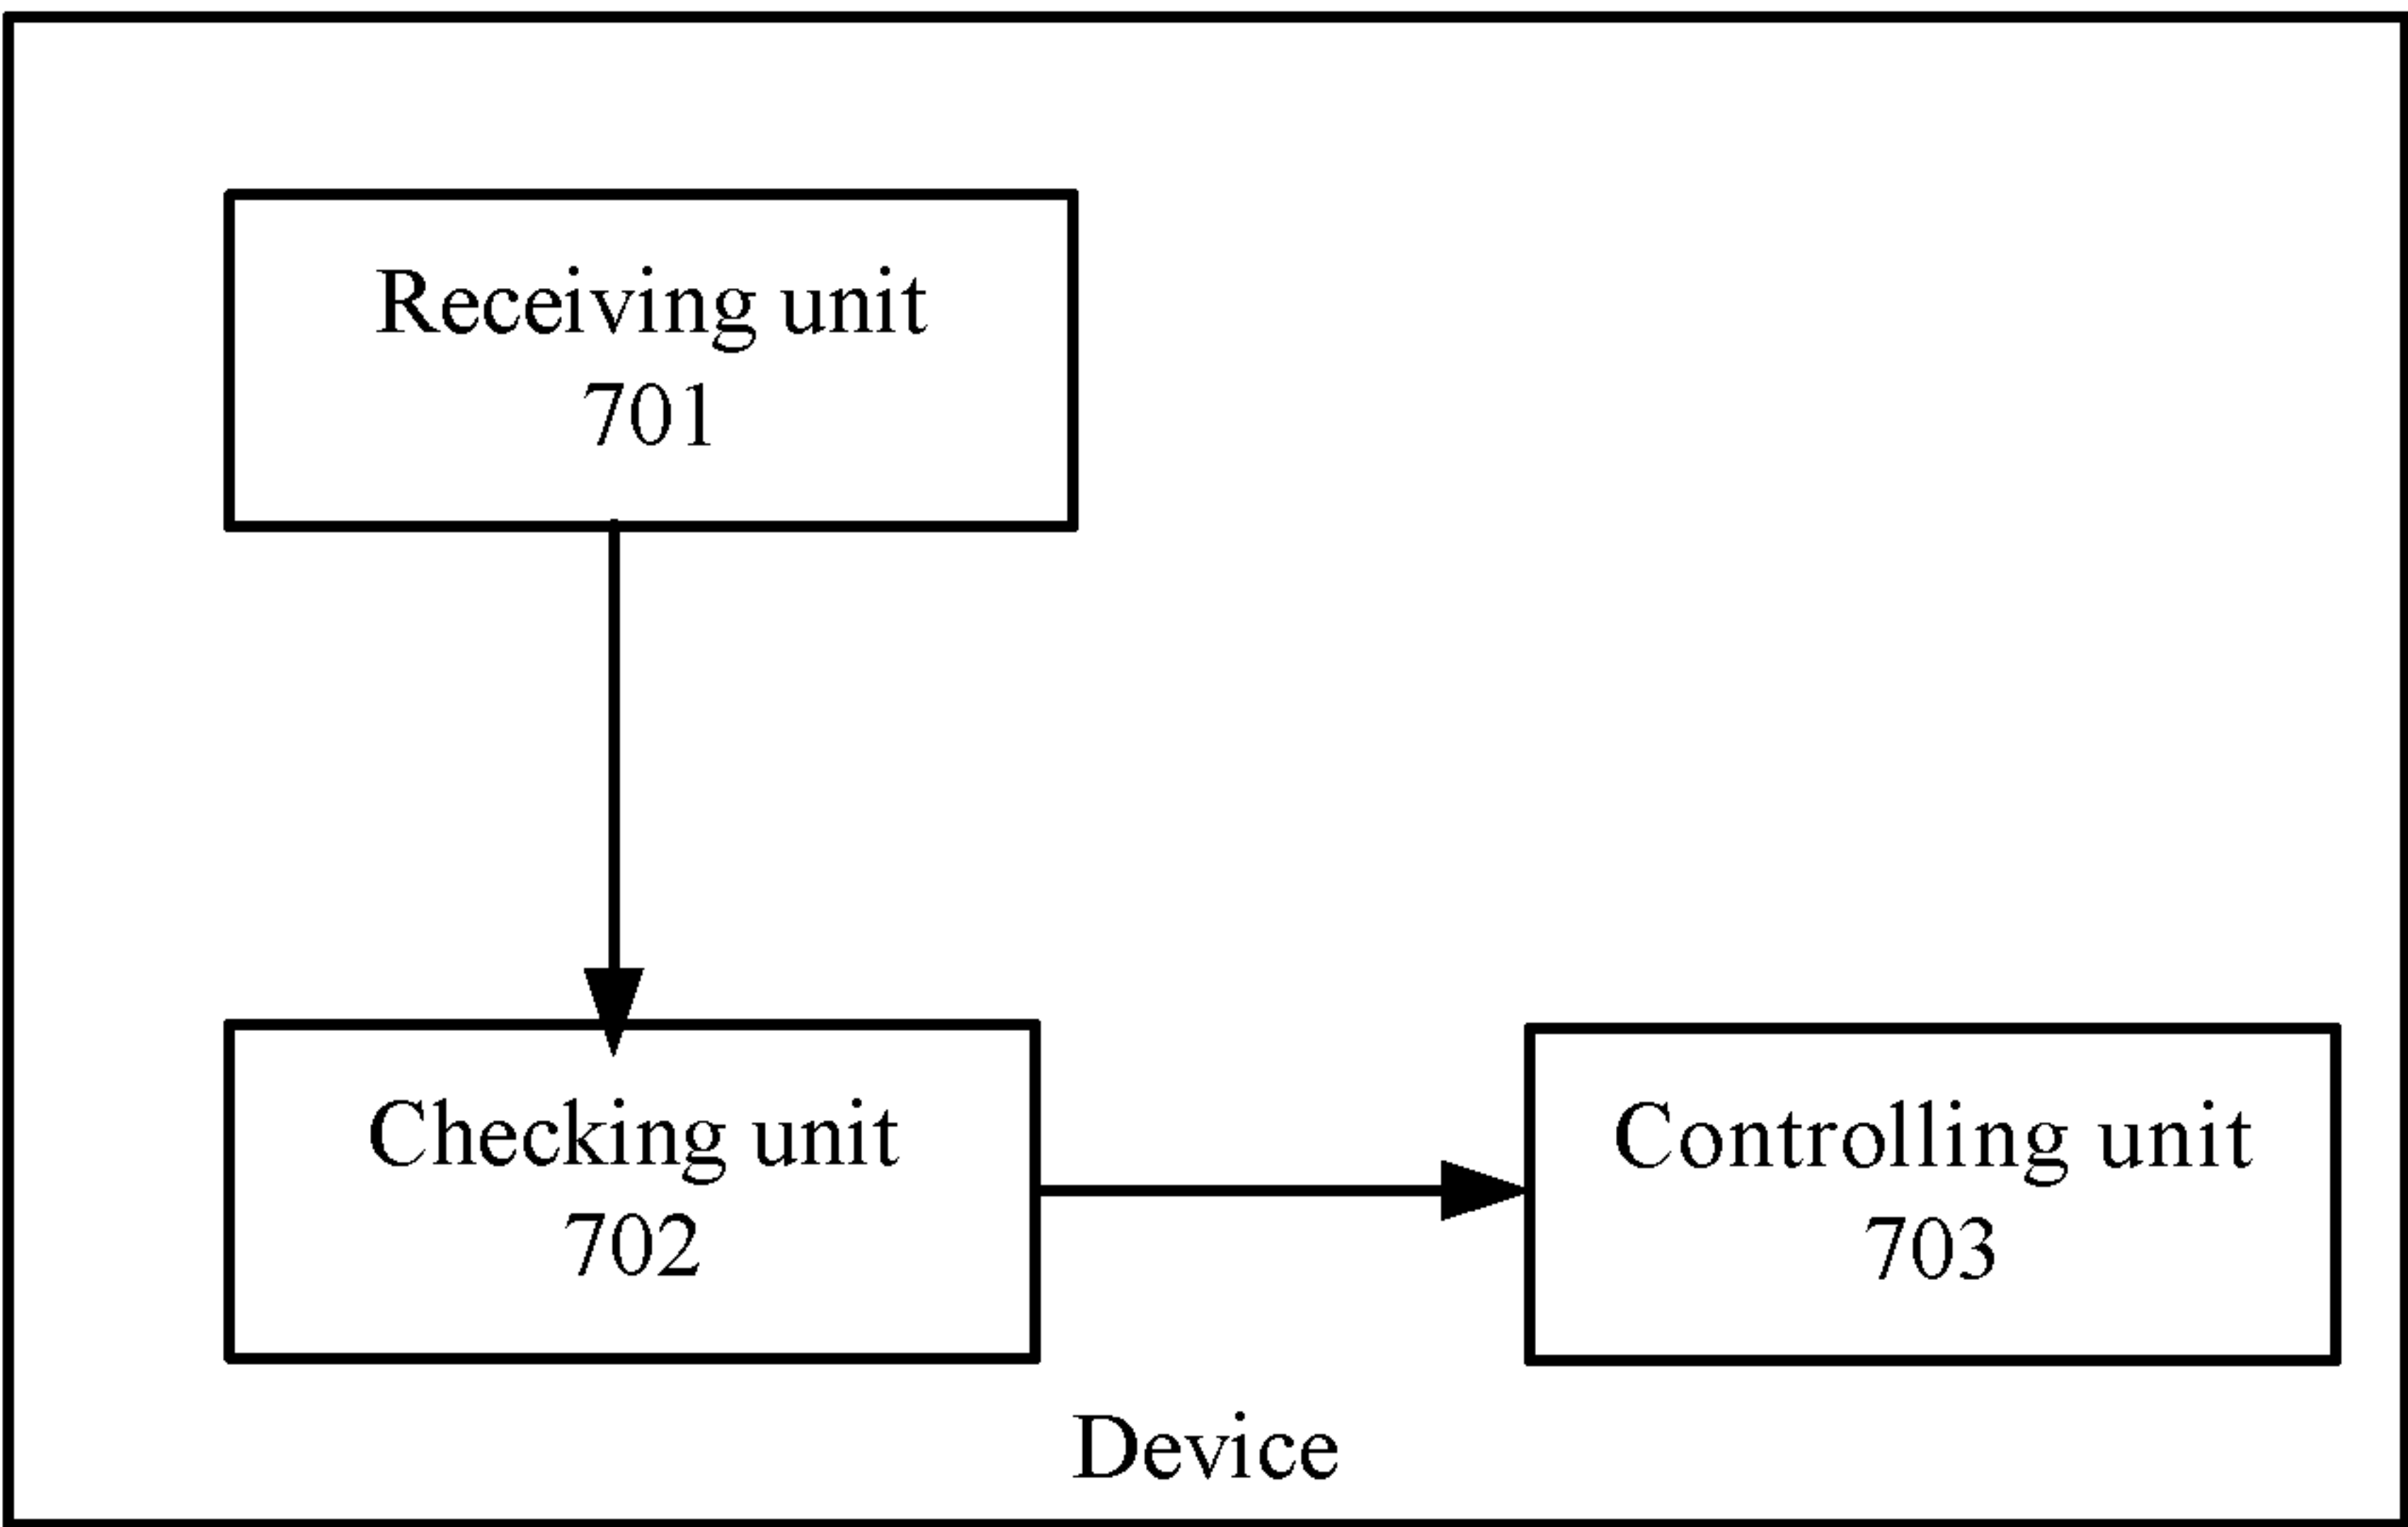 Receiving unit
701
Checking unit
702
Controlling unit
703
Device